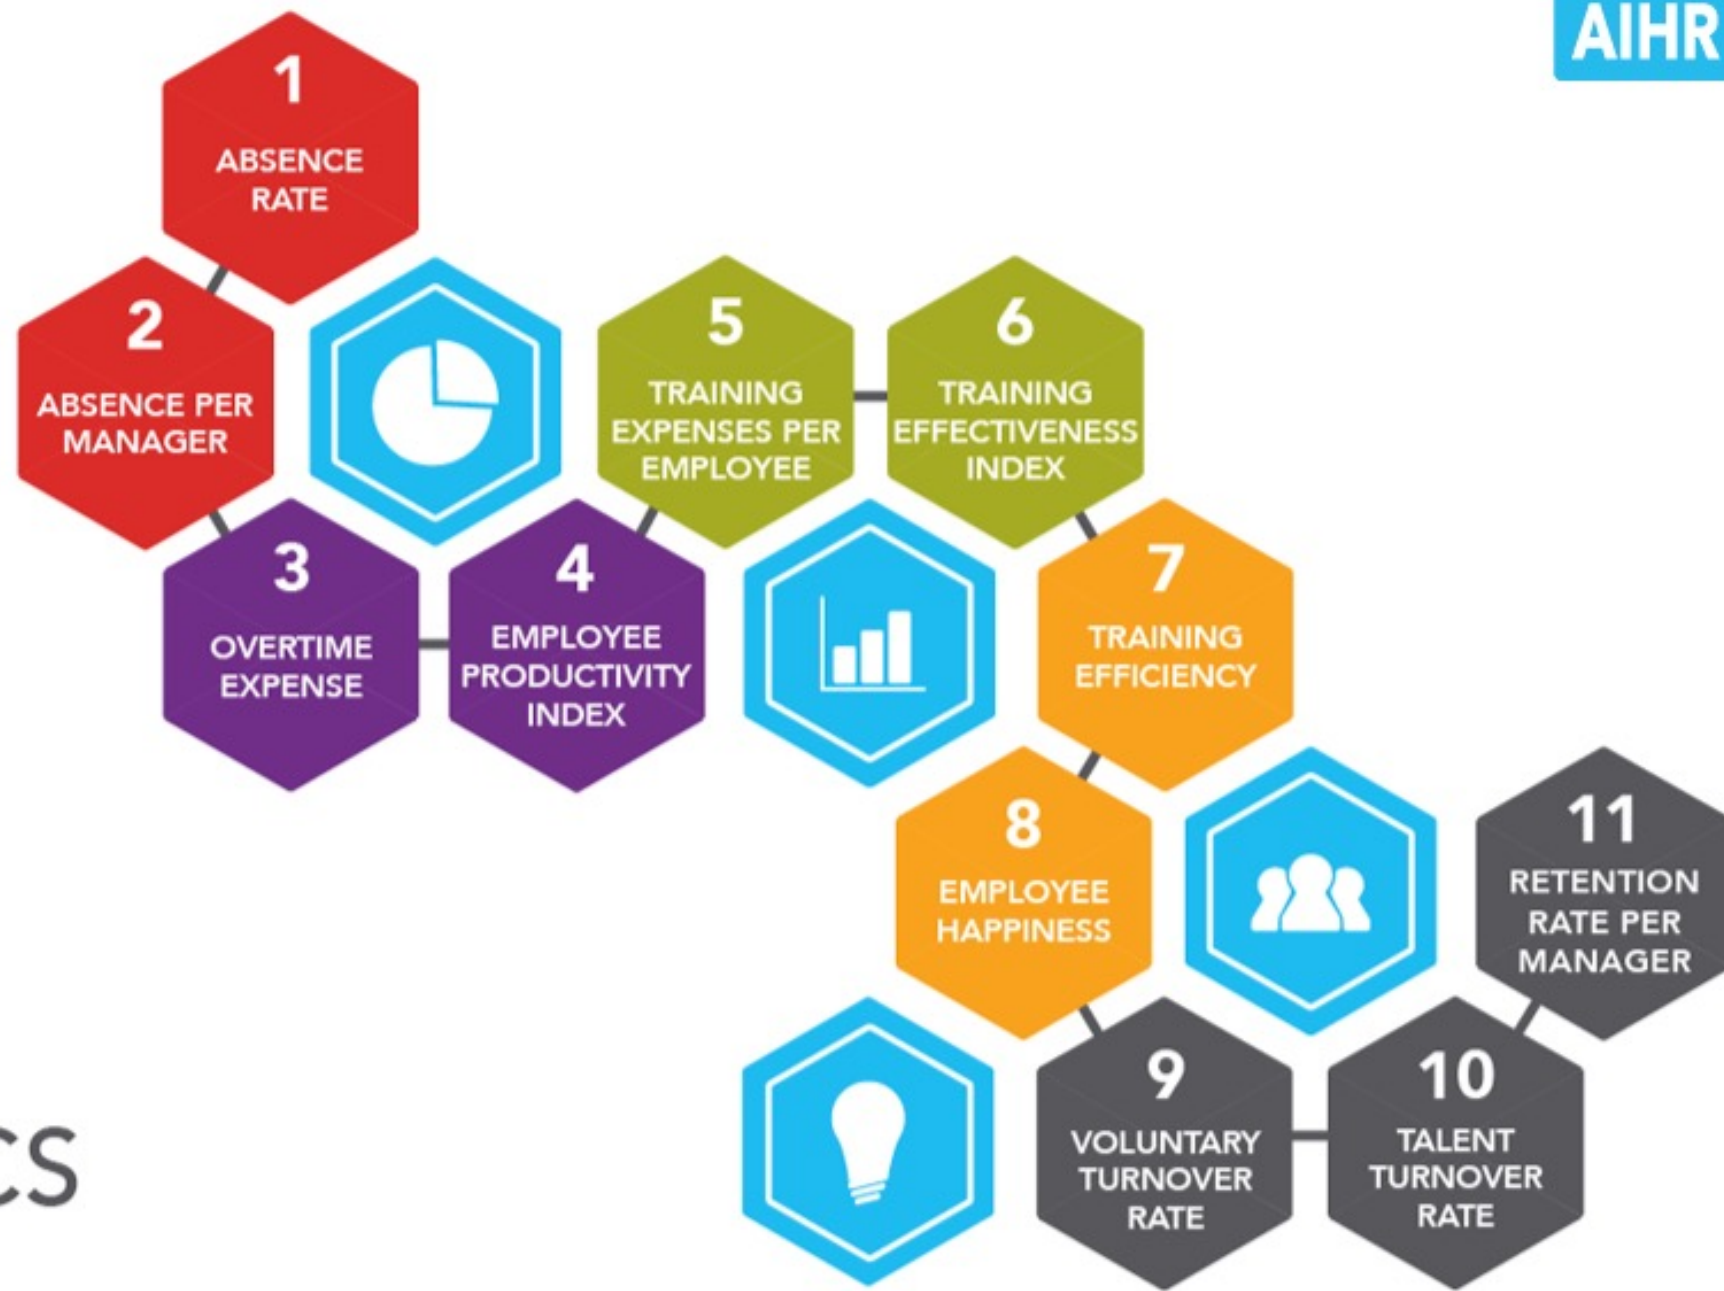 AIHR
1
ABSENCE
RATE
2
ABSENCE PER
MANAGER
3
OVERTIME
EXPENSE
4
EMPLOYEE
PRODUCTIVITY
INDEX
5
TRAINING
EXPENSES PER
EMPLOYEE
6
TRAINING
EFFECTIVENESS
INDEX
7
TRAINING
EFFICIENCY
8
EMPLOYEE
HAPPINESS
9
VOLUNTARY
TURNOVER
RATE
10
TALENT
TURNOVER
RATE
11
RETENTION
RATE PER
MANAGER